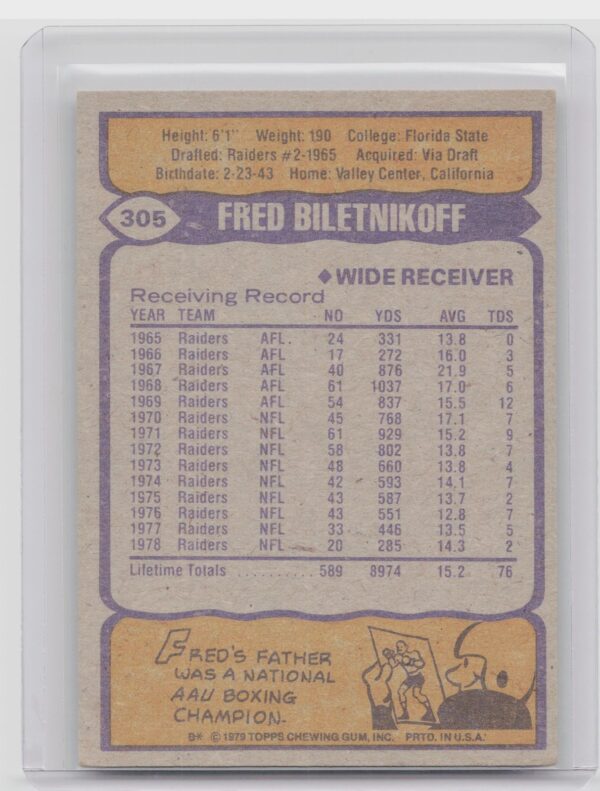 Height: 6'1" Weight: 190 College: Florida State
Drafted: Raiders #2-1965 Acquired: Via Draft
Birthdate: 2-23-43 Home: Valley Center, California
305 FRED BILETNIKOFF
◆ WIDE RECEIVER
Receiving Record
YEAR TEAM NO YDS AVG TDS
1965 Raiders AFL 24 331 13.8 0
1966 Raiders AFL 17 272 16.0 3
1967 Raiders AFL 40 876 21.9 5
1968 Raiders AFL 61 1037 17.0 6
1969 Raiders AFL 54 837 15.5 12
1970 Raiders NFL 45 768 17.1 7
1971 Raiders NFL 61 929 15.2 9
1972 Raiders NFL 58 802 13.8 7
1973 Raiders NFL 48 660 13.8 4
1974 Raiders NFL 42 593 14.1 7
1975 Raiders NFL 43 587 13.7 2
1976 Raiders NFL 43 551 12.8 7
1977 Raiders NFL 33 446 13.5 5
1978 Raiders NFL 20 285 14.3 2
Lifetime Totals .......... 589 8974 15.2 76
FRED'S FATHER
WAS A NATIONAL
AAU BOXING
CHAMPION.
B* © 1979 TOPPS CHEWING GUM, INC. PRTD. IN U.S.A.